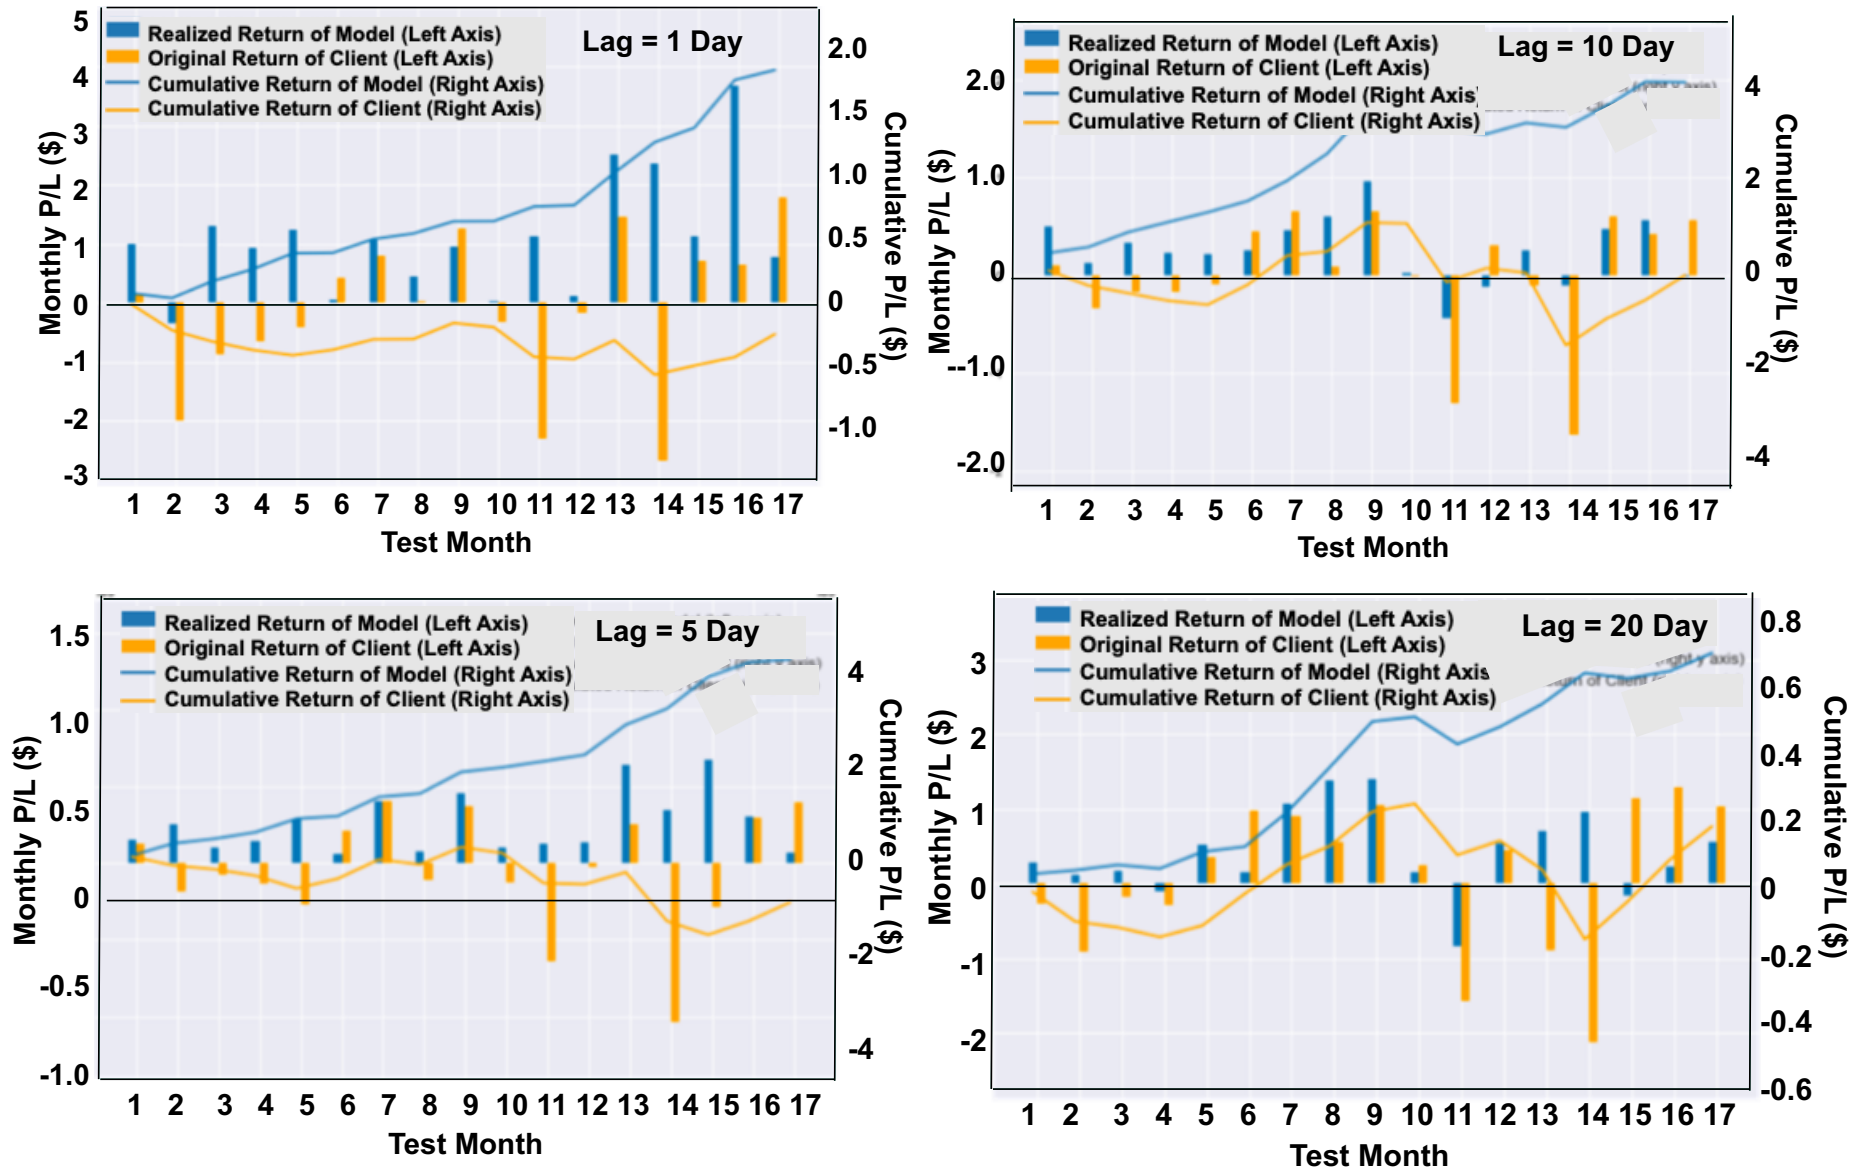 5
4
3
2
1
0
-1
-2
-3
Monthly P/L ($)
Realized Return of Model (Left Axis)
Original Return of Client (Left Axis)
Cumulative Return of Model (Right Axis)
Cumulative Return of Client (Right Axis)
Lag = 1 Day
2.0
1.5
1.0
0.5
0
-0.5
-1.0
Cumulative P/L ($)
1 2 3 4 5 6 7 8 9 10 11 12 13 14 15 16 17
Test Month
2.0
1.0
0
--1.0
-2.0
Monthly P/L ($)
Realized Return of Model (Left Axis)
Original Return of Client (Left Axis)
Cumulative Return of Model (Right Axis)
Cumulative Return of Client (Right Axis)
Lag = 10 Day
4
2
0
-2
-4
Cumulative P/L ($)
1 2 3 4 5 6 7 8 9 10 11 12 13 14 15 16 17
Test Month
1.5
1.0
0.5
0
-0.5
-1.0
Monthly P/L ($)
Realized Return of Model (Left Axis)
Original Return of Client (Left Axis)
Cumulative Return of Model (Right Axis)
Cumulative Return of Client (Right Axis)
Lag = 5 Day
4
2
0
-2
-4
Cumulative P/L ($)
1 2 3 4 5 6 7 8 9 10 11 12 13 14 15 16 17
Test Month
3
2
1
0
-1
-2
Monthly P/L ($)
Realized Return of Model (Left Axis)
Original Return of Client (Left Axis)
Cumulative Return of Model (Right Axis
Cumulative Return of Client (Right Axis)
Lag = 20 Day
y axis)
of Client
0.8
0.6
0.4
0.2
0
-0.2
-0.4
-0.6
Cumulative P/L ($)
1 2 3 4 5 6 7 8 9 10 11 12 13 14 15 16 17
Test Month